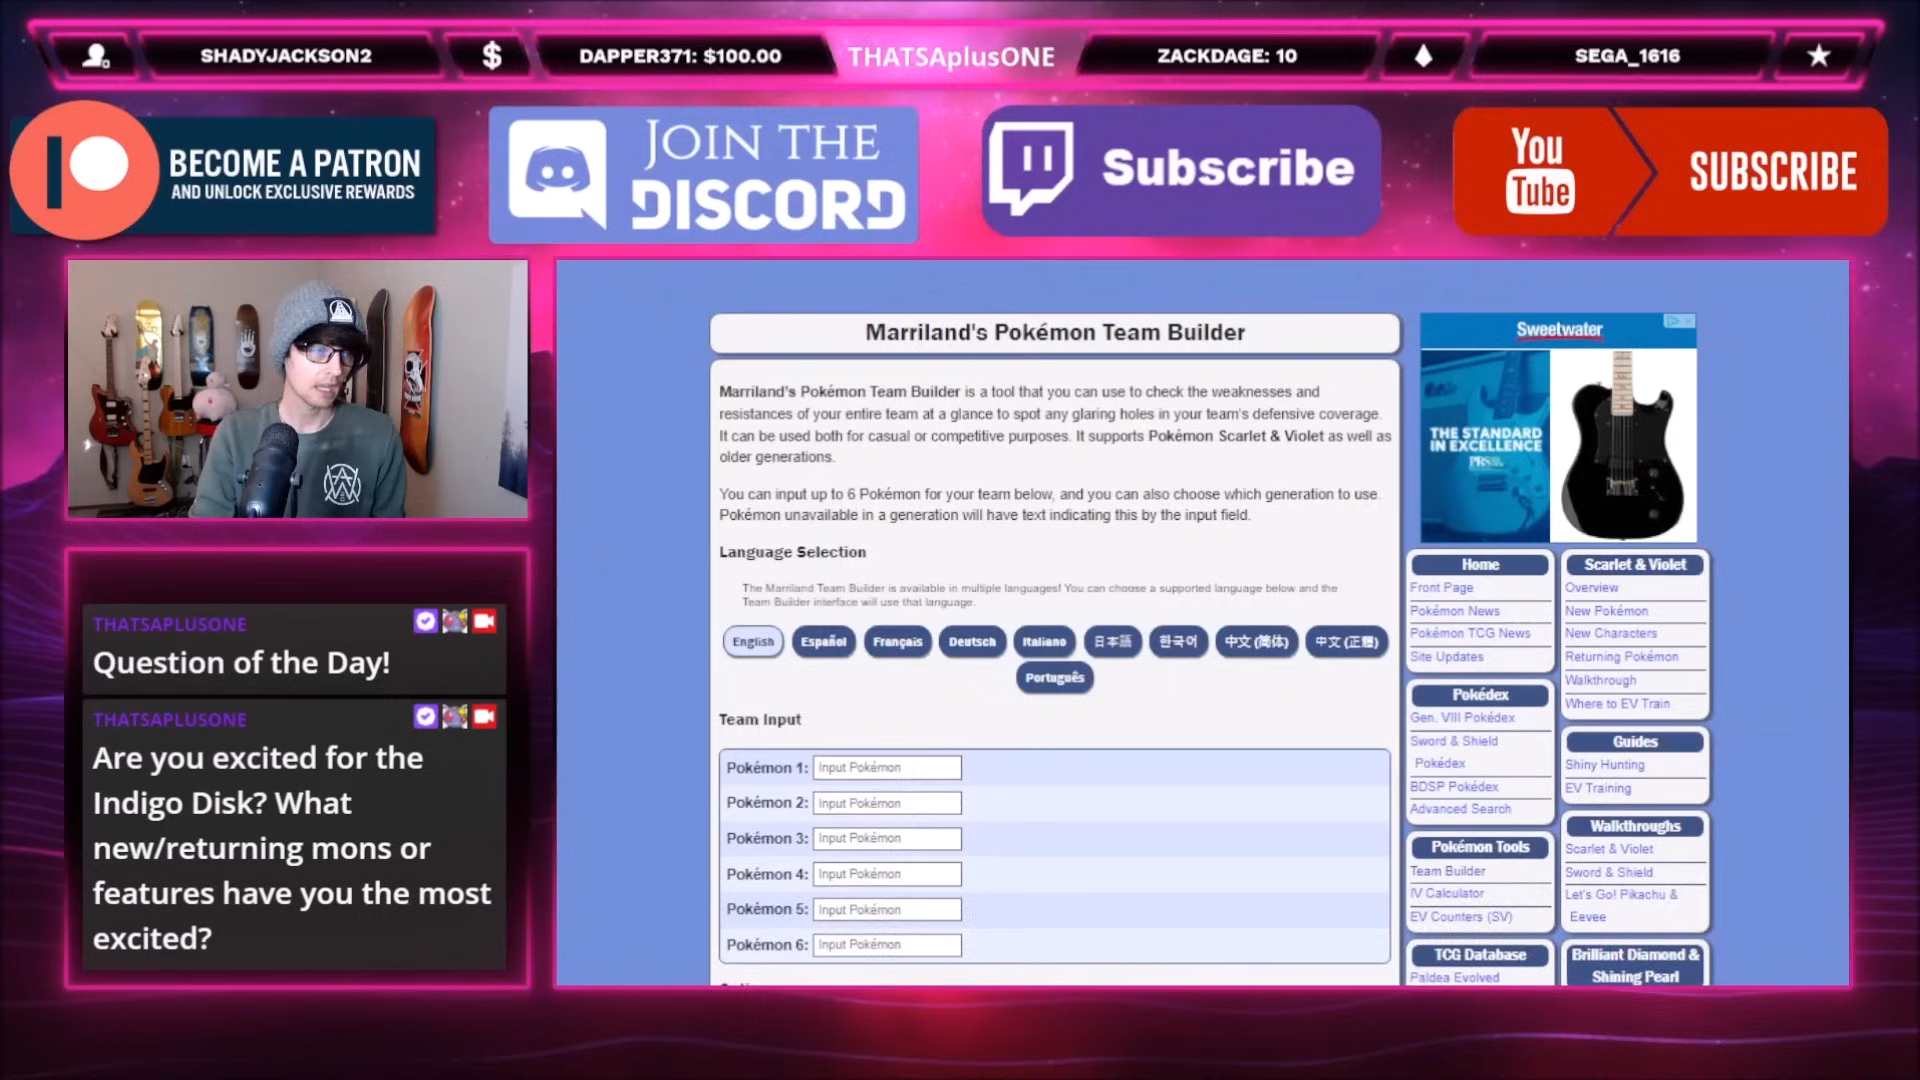 SHADYJACKSON2
$
DAPPER371: $100.00
THATSAplusONE
ZACKDAGE: 10
SEGA_1616
BECOME A PATRON
AND UNLOCK EXCLUSIVE REWARDS
JOIN THE
DISCORD
Subscribe
You
Tube
SUBSCRIBE
THATSAPLUSONE
Question of the Day!
THATSAPLUSONE
Are you excited for the
Indigo Disk? What
new/returning mons or
features have you the most
excited?
Marriland's Pokémon Team Builder
Marriland's Pokémon Team Builder is a tool that you can use to check the weaknesses and
resistances of your entire team at a glance to spot any glaring holes in your team's defensive coverage.
It can be used both for casual or competitive purposes. It supports Pokémon Scarlet & Violet as well as
older generations.
You can input up to 6 Pokémon for your team below, and you can also choose which generation to use.
Pokémon unavailable in a generation will have text indicating this by the input field.
Language Selection
The Marriland Team Builder is available in multiple languages! You can choose a supported language below and the
Team Builder interface will use that language.
English Español Français Deutsch Italiano 日本語 한국어 中文 (简体) 中文 (正體)
Português
Team Input
Pokémon 1: Input Pokémon
Pokémon 2: Input Pokémon
Pokémon 3: Input Pokémon
Pokémon 4: Input Pokémon
Pokémon 5: Input Pokémon
Pokémon 6: Input Pokémon
Sweetwater
THE STANDARD
IN EXCELLENCE
PRS
Home
Front Page
Pokémon News
Pokémon TCG News
Site Updates
Pokédex
Gen. VIII Pokédex
Sword & Shield
Pokédex
BDSP Pokédex
Advanced Search
Pokémon Tools
Team Builder
IV Calculator
EV Counters (SV)
TCG Database
Paldea Evolved
Scarlet & Violet
Overview
New Pokémon
New Characters
Returning Pokémon
Walkthrough
Where to EV Train
Guides
Shiny Hunting
EV Training
Walkthroughs
Scarlet & Violet
Sword & Shield
Let's Go! Pikachu &
Eevee
Brilliant Diamond &
Shining Pearl